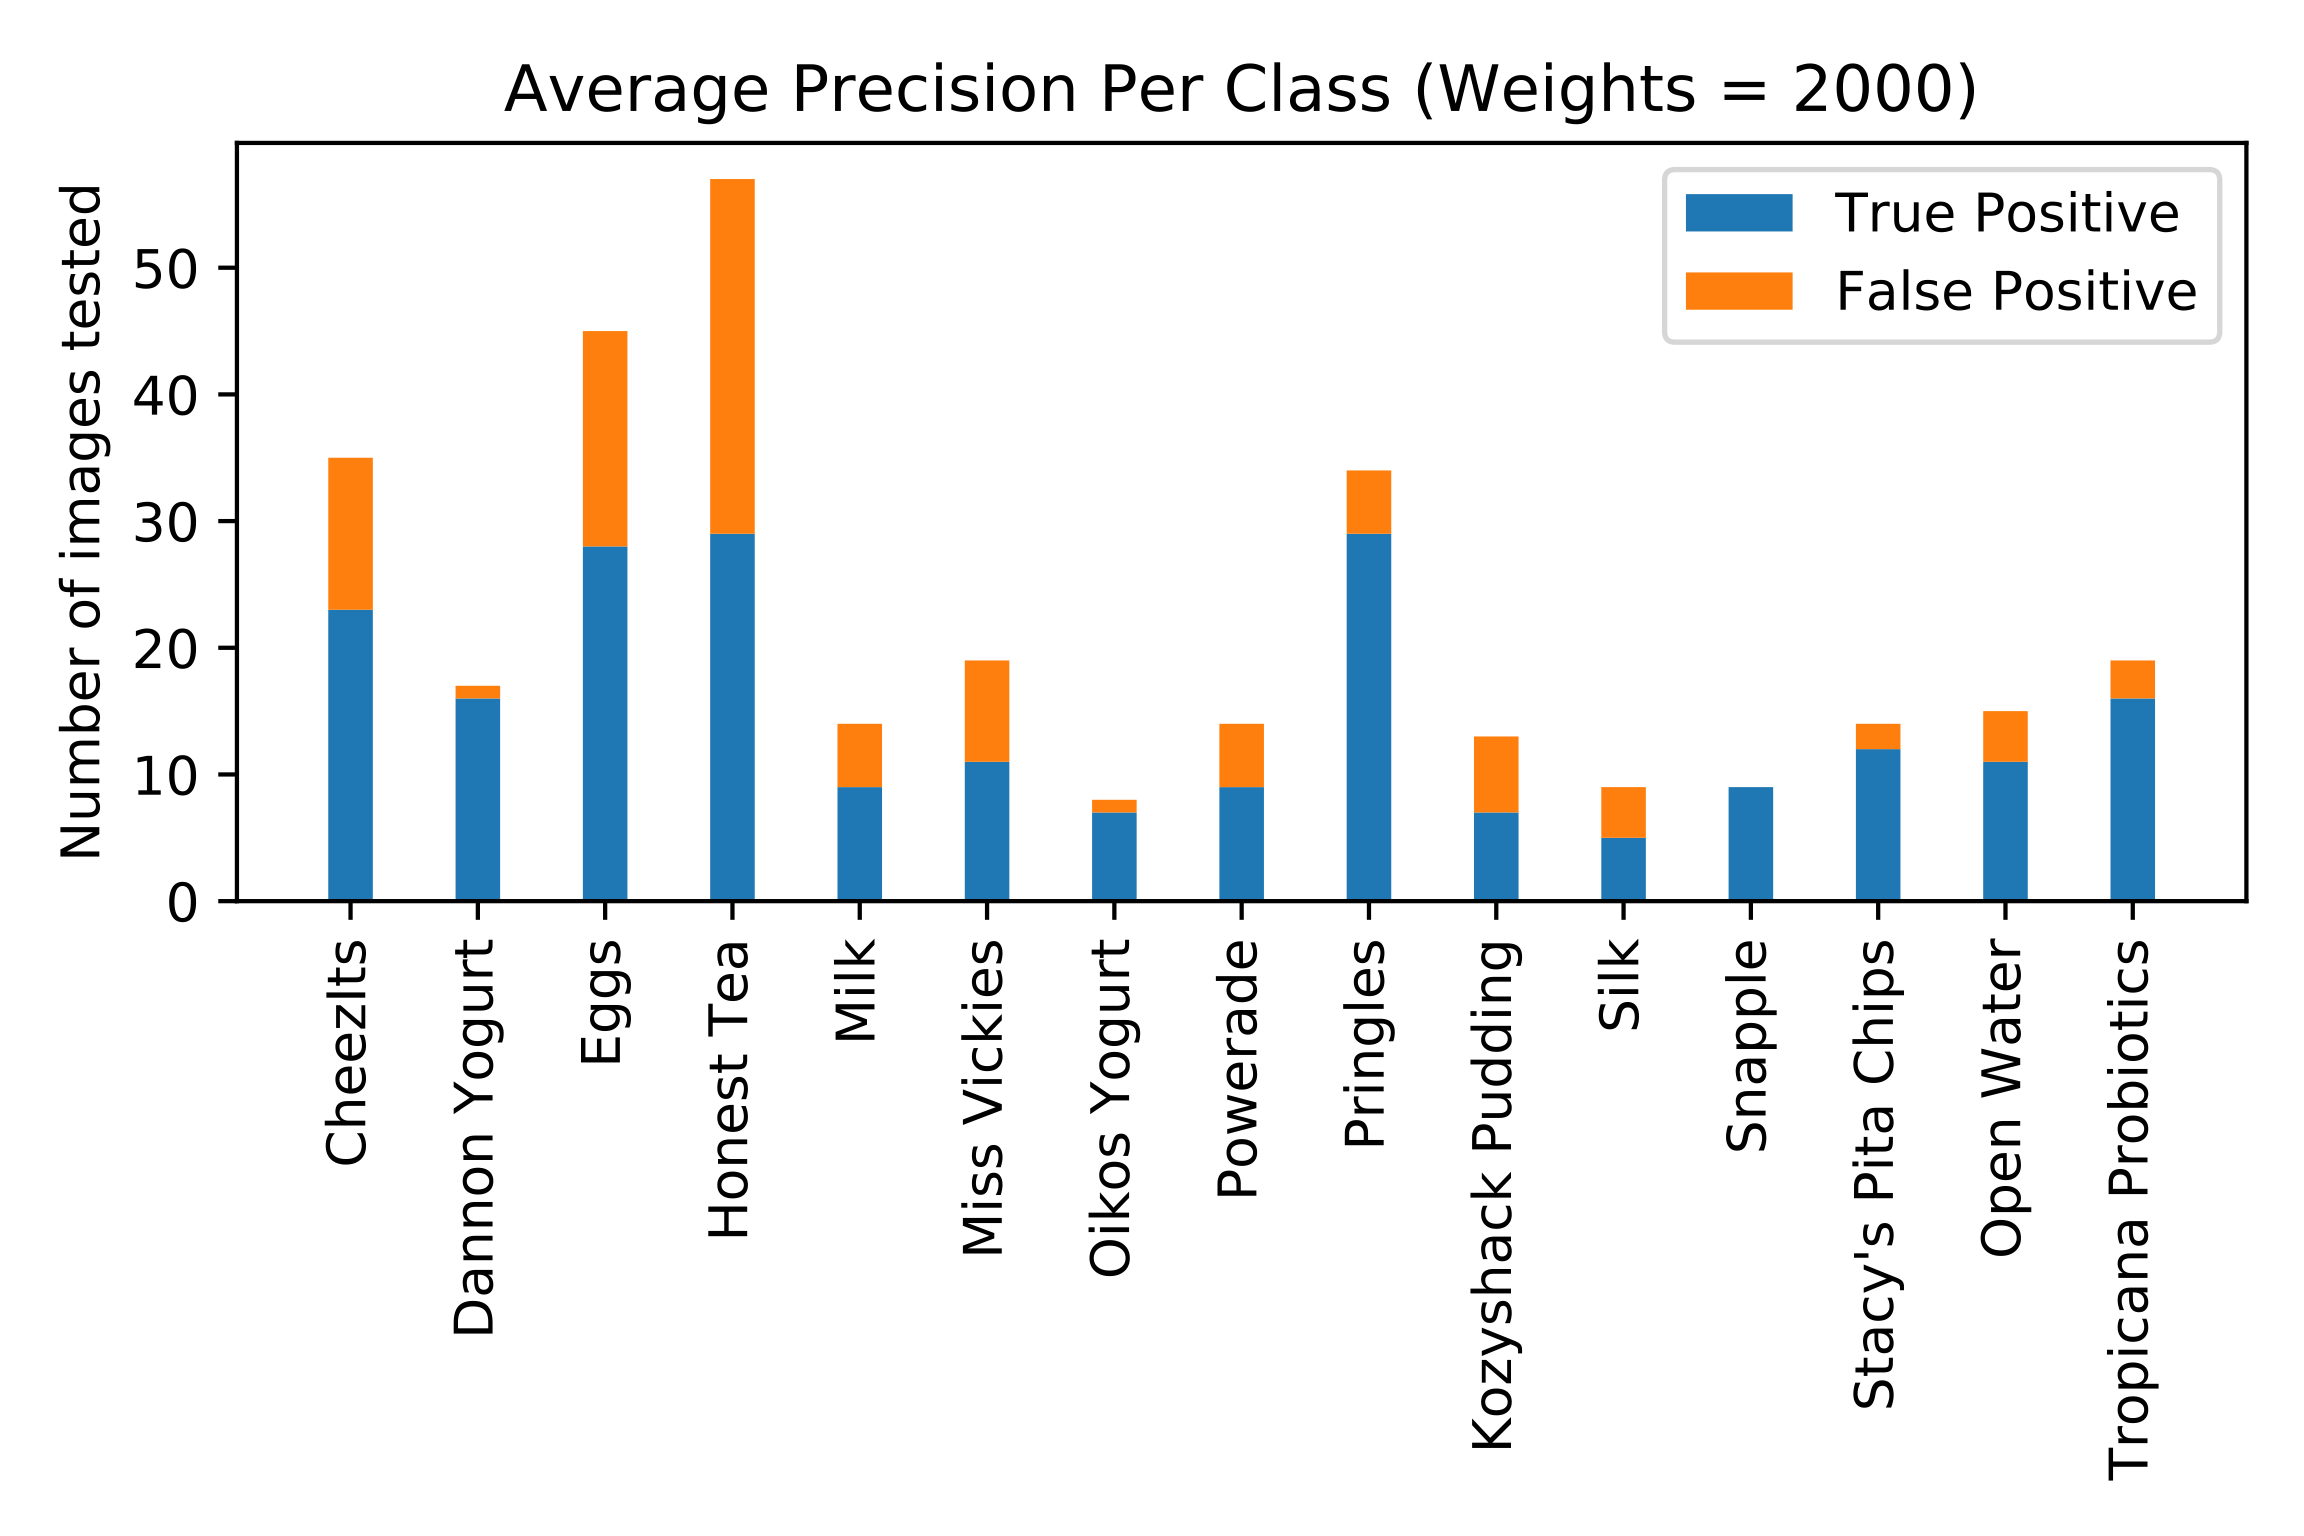 Average Precision Per Class (Weights = 2000)
Number of images tested
50
40
30
20
10
0
True Positive
False Positive
CheezIts
Dannon Yogurt
Eggs
Honest Tea
Milk
Miss Vickies
Oikos Yogurt
Powerade
Pringles
Kozyshack Pudding
Silk
Snapple
Stacy's Pita Chips
Open Water
Tropicana Probiotics